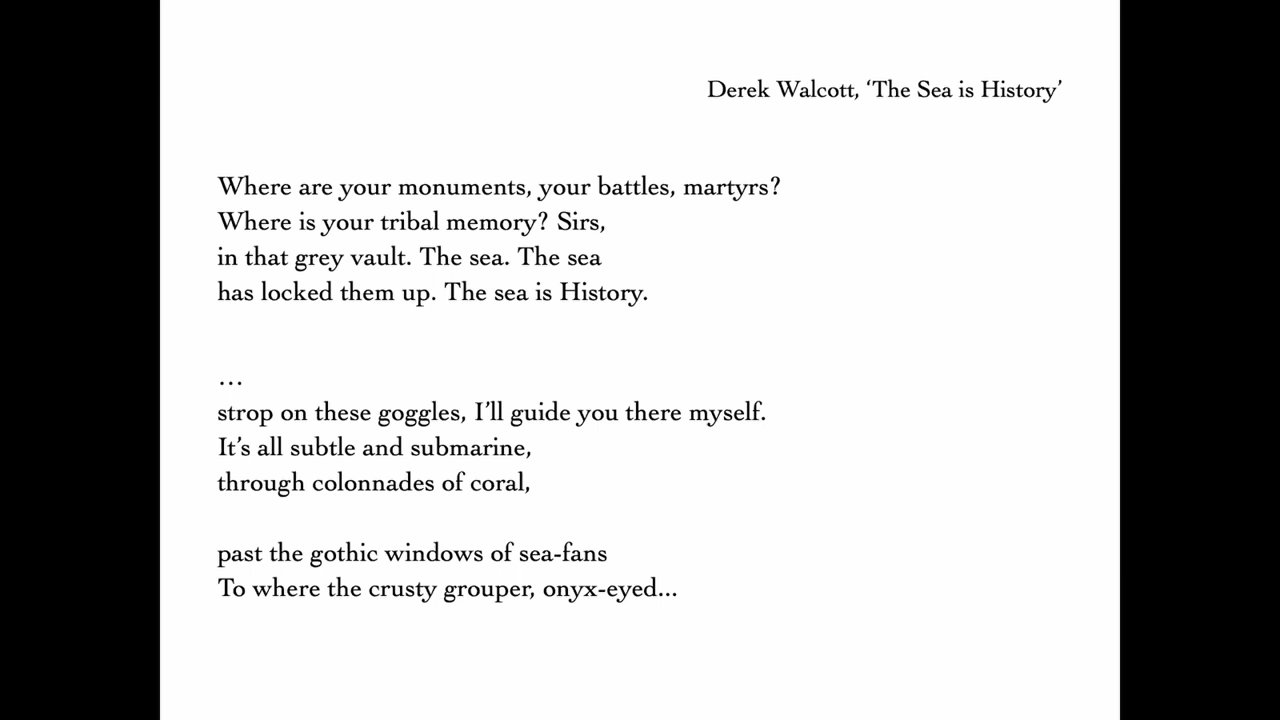 Derek Walcott, ‘The Sea is History’
Where are your monuments, your battles, martyrs?
Where is your tribal memory? Sirs,
in that grey vault. The sea. The sea
has locked them up. The sea is History.
…
strop on these goggles, I’ll guide you there myself.
It’s all subtle and submarine,
through colonnades of coral,
past the gothic windows of sea-fans
To where the crusty grouper, onyx-eyed…